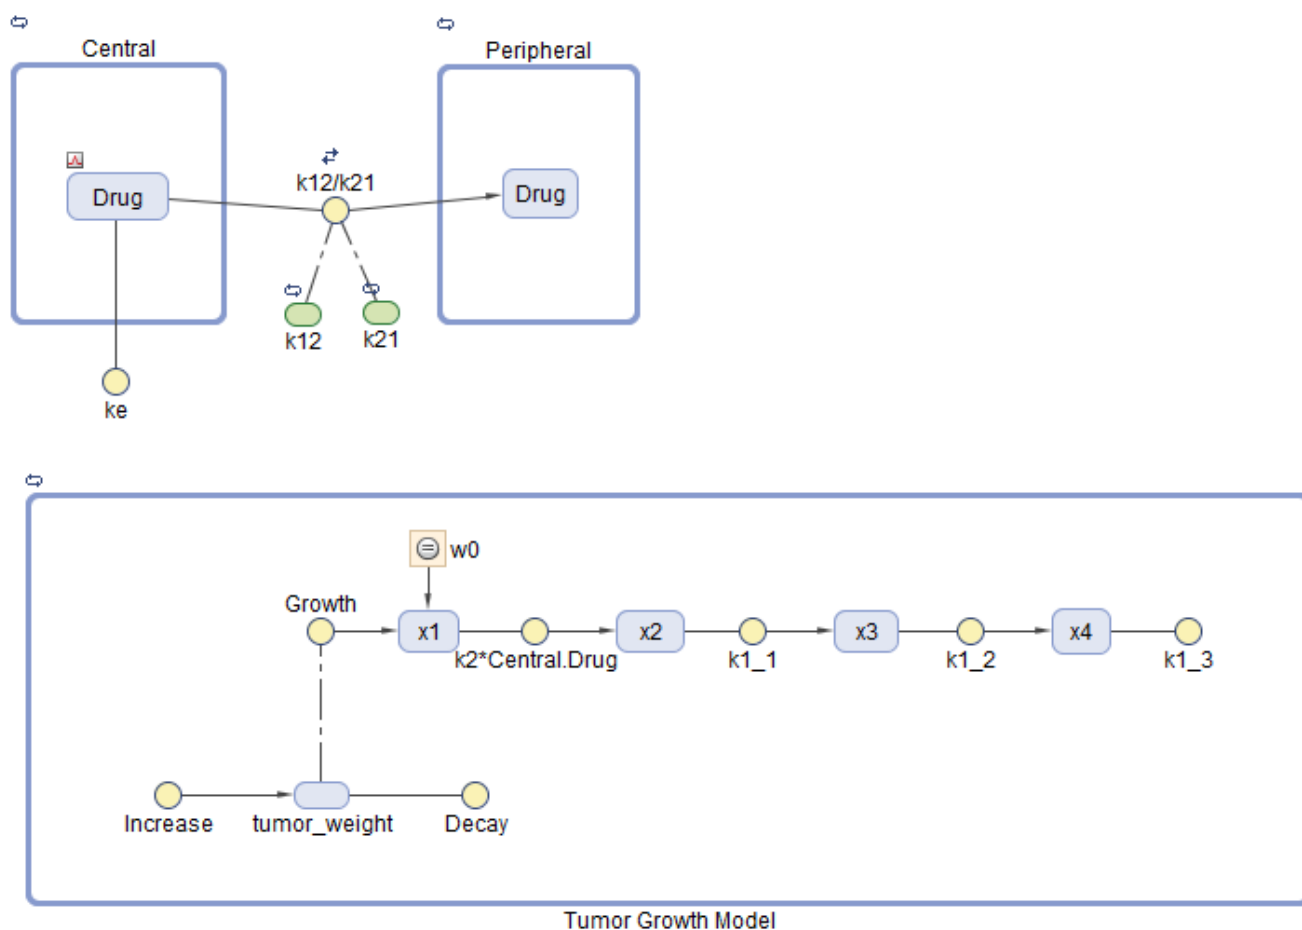 Central
Peripheral
Drug
k12/k21
Drug
k12
k21
ke
w0
Growth
x1
k2*Central.Drug
x2
k1_1
x3
k1_2
x4
k1_3
Increase
tumor_weight
Decay
Tumor Growth Model